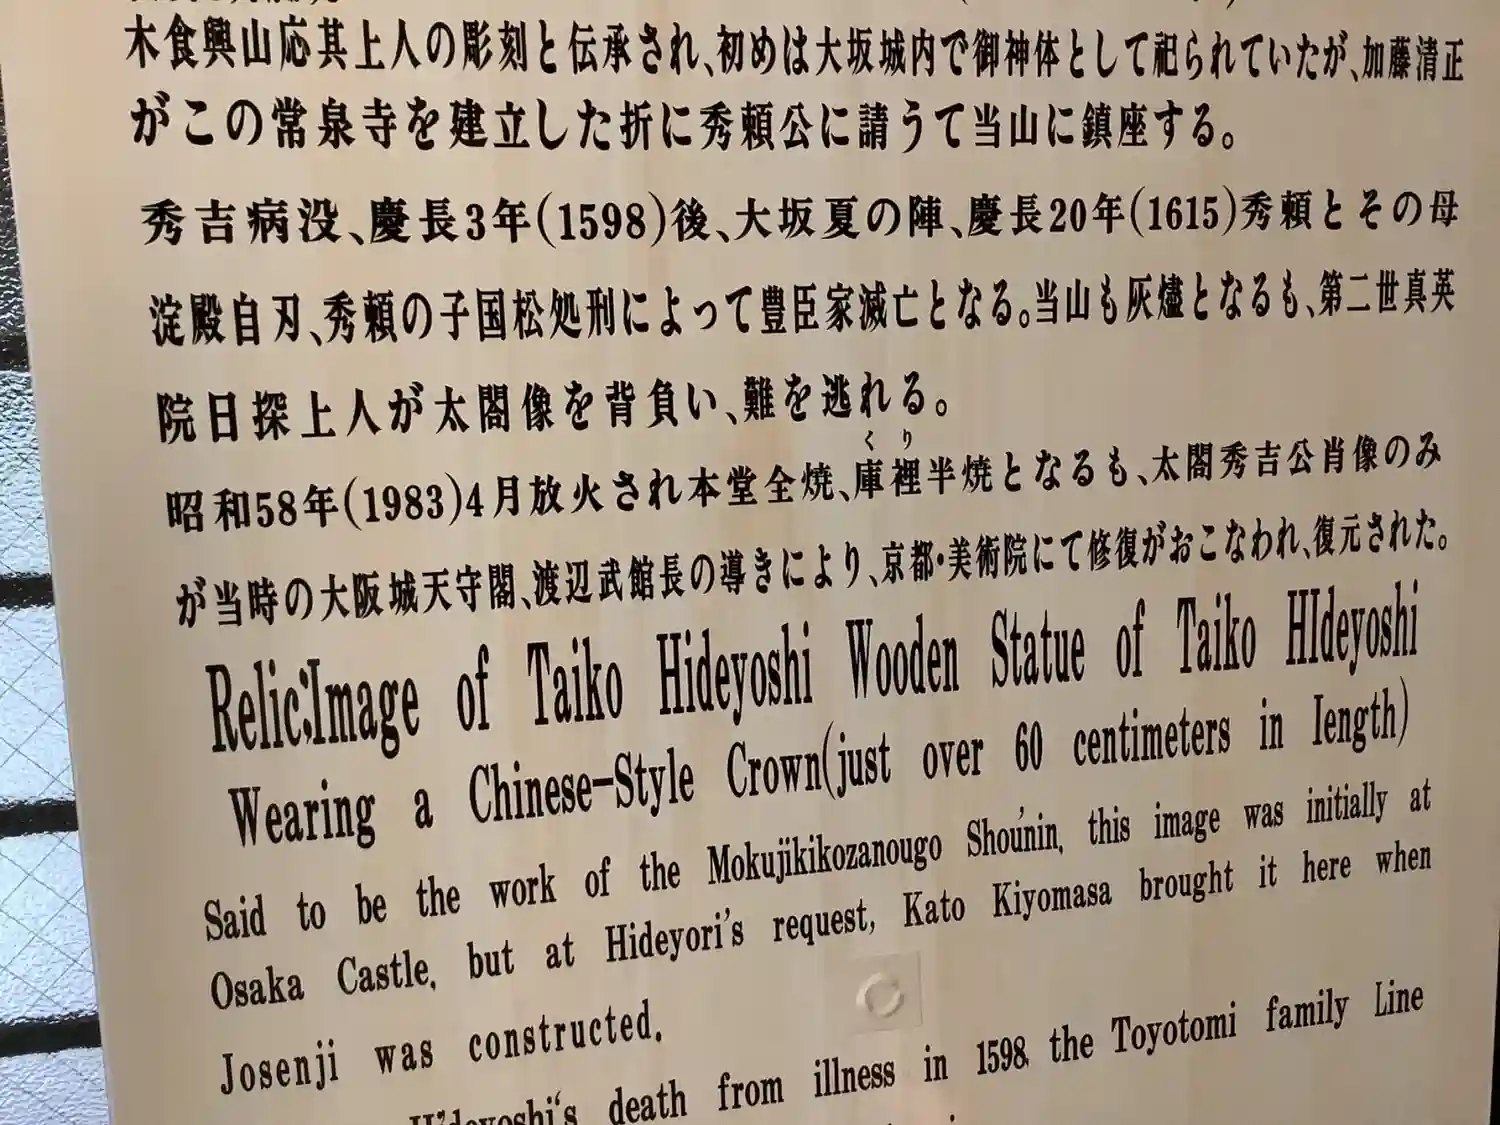 木食興山応其上人の彫刻と伝承され、初めは大坂城内で御神体として祀られていたが、加藤清正
がこの常泉寺を建立した折に秀頼公に請うて当山に鎮座する。
秀吉病没、慶長3年(1598)後、大坂夏の陣、慶長20年(1615)秀頼とその母
淀殿自刃、秀頼の子国松処刑によって豊臣家滅亡となる。当山も灰燼となるも、第二世真英
院日探上人が太閤像を背負い、難を逃れる。
くり
昭和58年(1983)4月放火され本堂全焼、庫裡半焼となるも、太閤秀吉公肖像のみ
が当時の大阪城天守閣、渡辺武館長の導きにより、京都・美術院にて修復がおこなわれ、復元された。
Relic:Image of Taiko Hideyoshi Wooden Statue of Taiko HIdeyoshi
Wearing a Chinese-Style Crown(just over 60 centimeters in Iength)
Said to be the work of the Mokujikikozanougo Shou'nin, this image was initially at
Osaka Castle, but at Hideyori's request, Kato Kiyomasa brought it here when
Josenji was constructed.
Hideyoshi's death from illness in 1598, the Toyotomi family Line